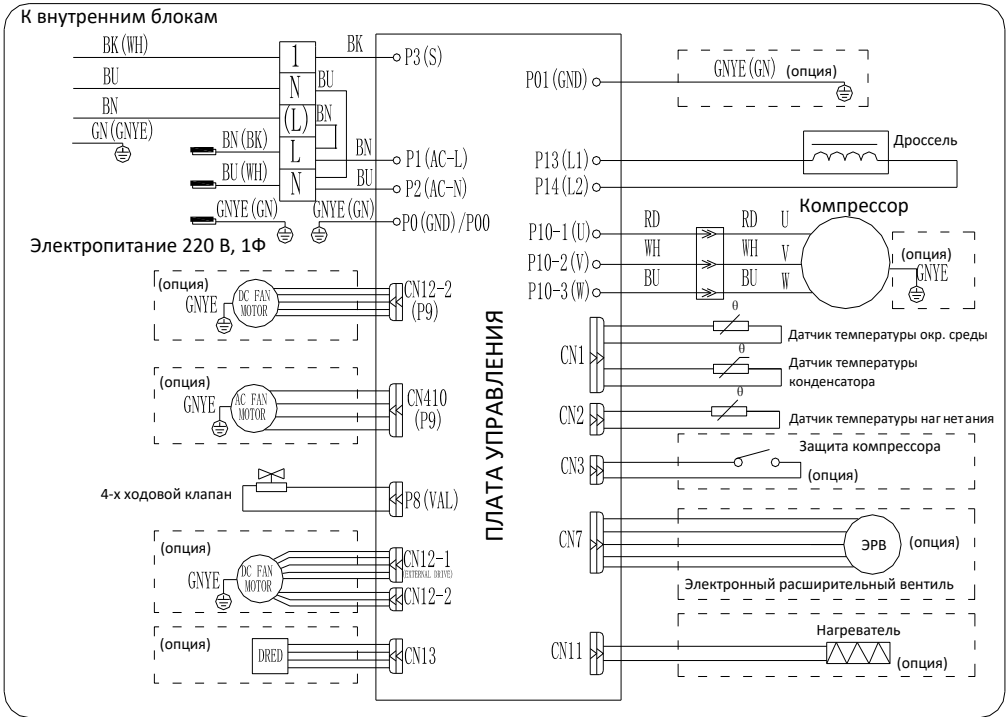 К внутренним блокам
BK(WH)
BU
BN
GN(GNYE)
1
N
(L)
L
N
BK
BU
BN
BN
BU
BN(BK)
BU(WH)
GNYE(GN)
GNYE(GN)
P3(S)
P1(AC-L)
P2(AC-N)
P0(GND)/P00
Электропитание 220 В, 1Ф
(опция)
GNYE
DC FAN
MOTOR
CN12-2
(P9)
(опция)
GNYE
AC FAN
MOTOR
CN410
(P9)
4-х ходовой клапан
P8(VAL)
(опция)
GNYE
DC FAN
MOTOR
CN12-1
(EXTERNAL DRIVE)
CN12-2
(опция)
DRED
CN13
ПЛАТА УПРАВЛЕНИЯ
P01(GND)
GNYE(GN) (опция)
P13(L1)
P14(L2)
Дроссель
Компрессор
P10-1(U) RD RD U
P10-2(V) WH WH V
P10-3(W) BU BU W
(опция)
GNYE
CN1
θ
Датчик температуры окр. среды
θ
Датчик температуры
конденсатора
CN2
θ
Датчик температуры нагнетания
Защита компрессора
CN3
(опция)
CN7
ЭРВ
(опция)
Электронный расширительный вентиль
Нагреватель
CN11
(опция)